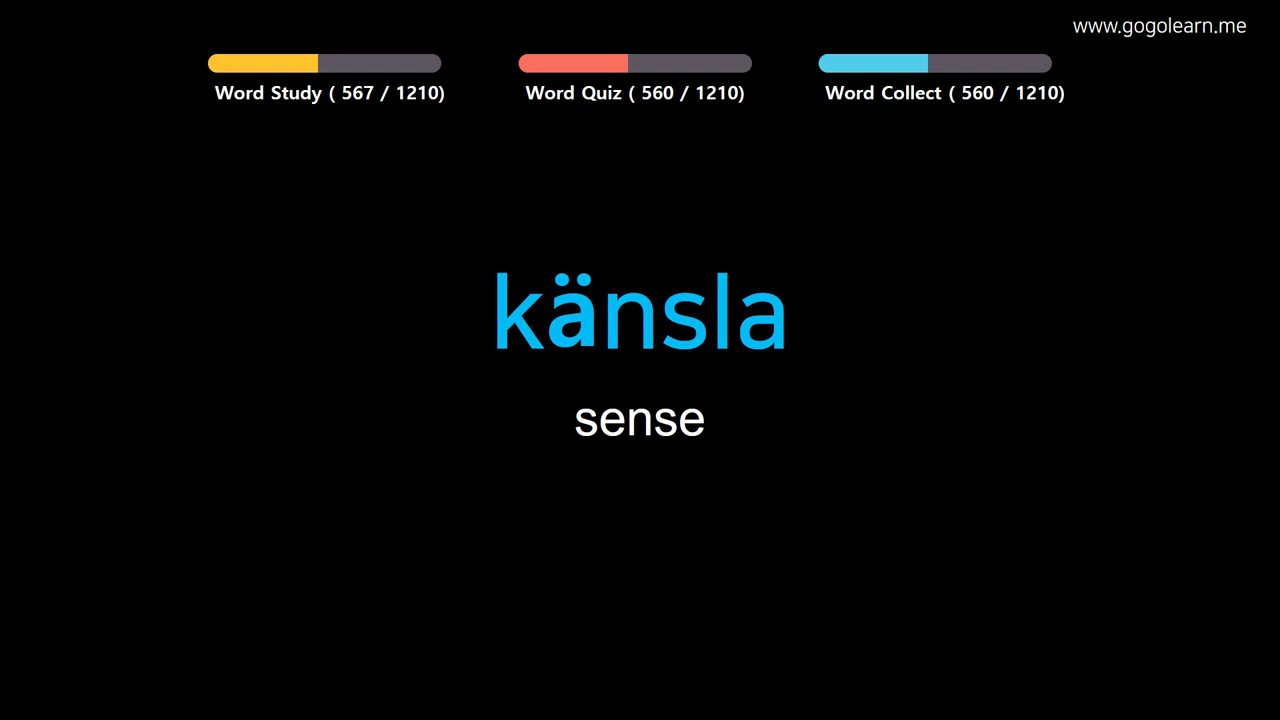 www.gogolearn.me
Word Study ( 567 / 1210)
Word Quiz ( 560 / 1210)
Word Collect ( 560 / 1210)
känsla
sense